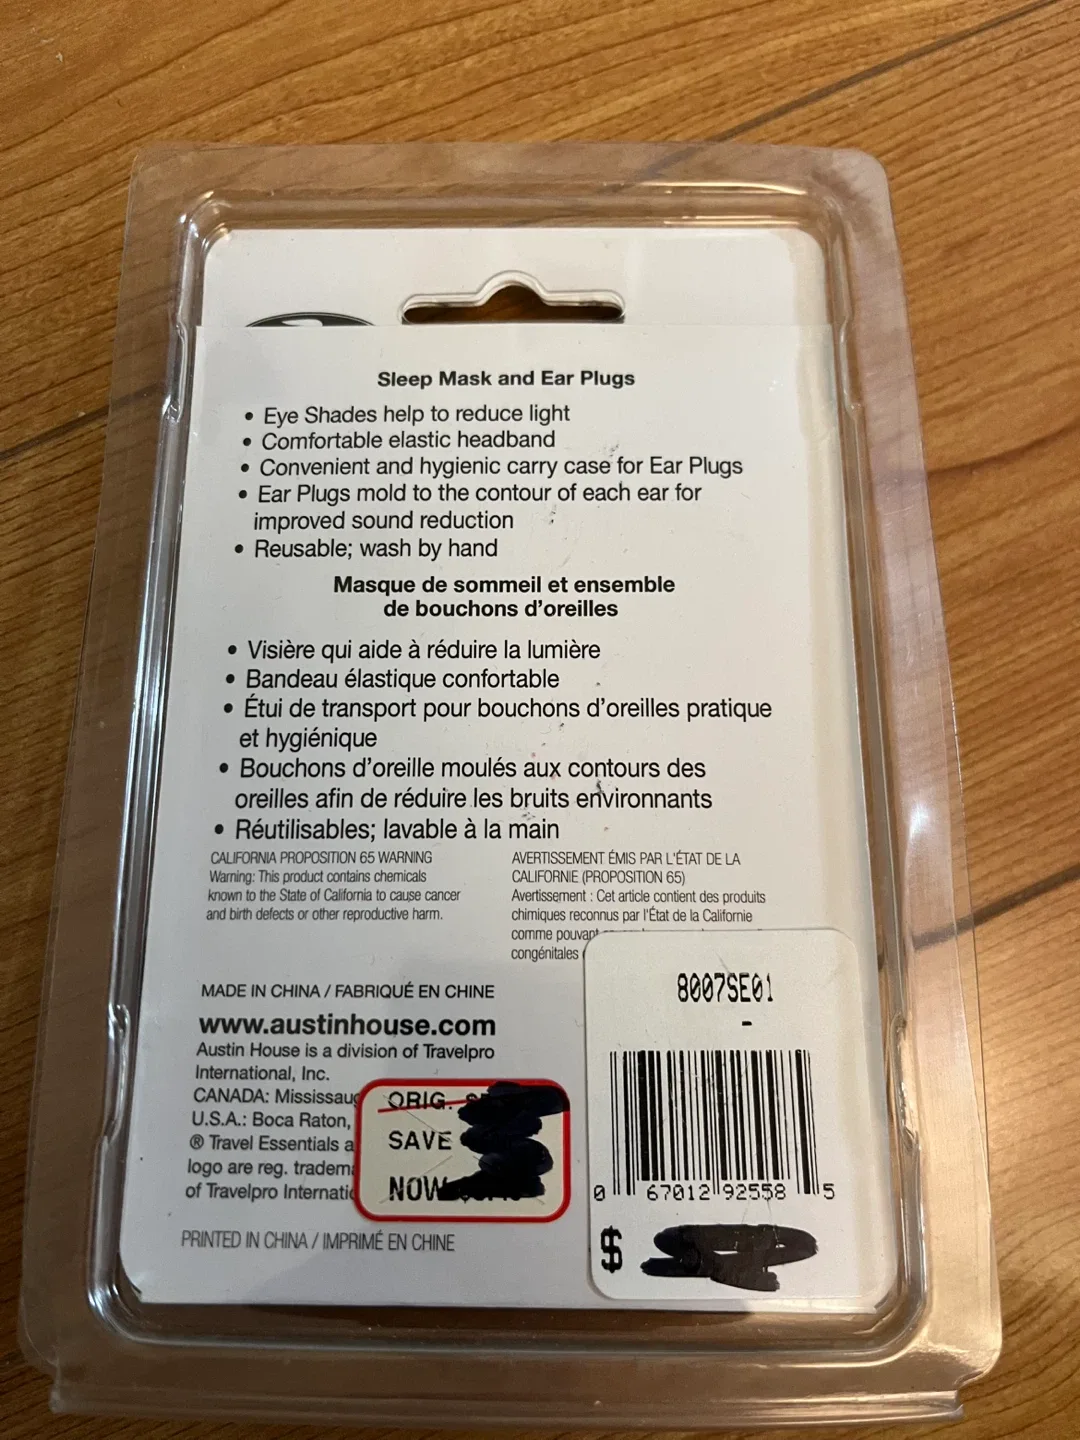 Sleep Mask and Ear Plugs
• Eye Shades help to reduce light
• Comfortable elastic headband
• Convenient and hygienic carry case for Ear Plugs
• Ear Plugs mold to the contour of each ear for
improved sound reduction
• Reusable; wash by hand
Masque de sommeil et ensemble
de bouchons d'oreilles
• Visière qui aide à réduire la lumière
• Bandeau élastique confortable
• Étui de transport pour bouchons d'oreilles pratique
et hygiénique
• Bouchons d'oreille moulés aux contours des
oreilles afin de réduire les bruits environnants
• Réutilisables; lavable à la main
CALIFORNIA PROPOSITION 65 WARNING
Warning: This product contains chemicals
known to the State of California to cause cancer
and birth defects or other reproductive harm.
AVERTISSEMENT ÉMIS PAR L'ÉTAT DE LA
CALIFORNIE (PROPOSITION 65)
Avertissement : Cet article contient des produits
chimiques reconnus par l'État de la Californie
comme pouvant
congénitales
MADE IN CHINA / FABRIQUÉ EN CHINE
www.austinhouse.com
Austin House is a division of Travelpro
International, Inc.
CANADA:
U.S.A.: Boca Raton,
® Travel Essentials
logo are reg.
of Travelpro
PRINTED IN CHINA / IMPRIMÉ EN CHINE
ORIG.
SAVE
NOW
8007SE01
-
0 67012 92558 5
$